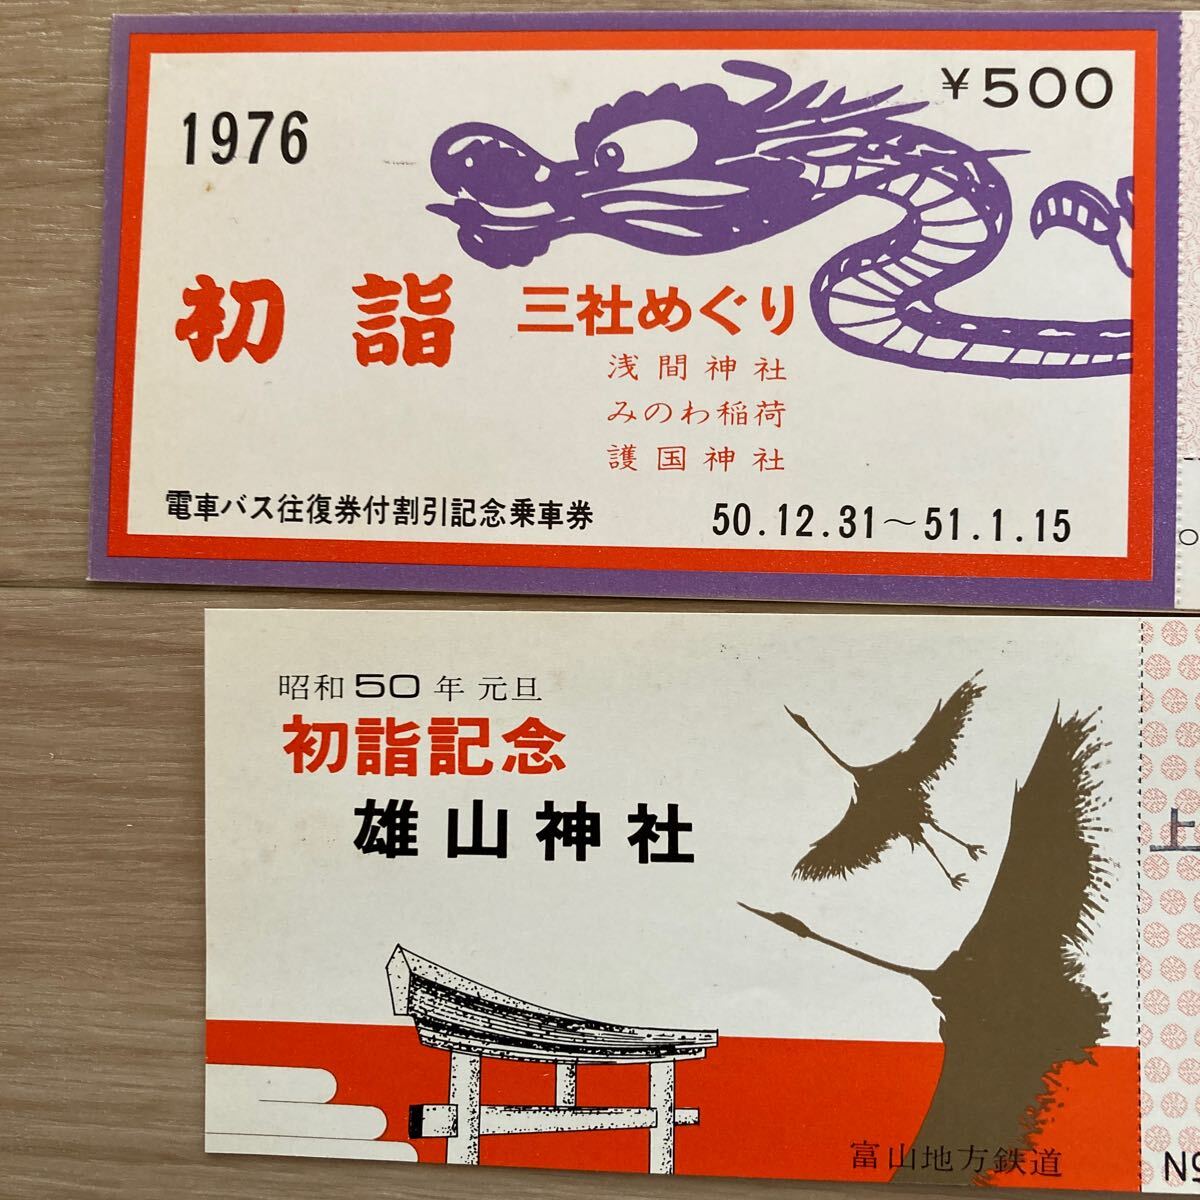 1976
¥500
初詣
三社めぐり
浅間神社
みのわ稲荷
護国神社
電車バス往復券付割引記念乗車券
50.12.31～51.1.15
昭和50年 元旦
初詣記念
雄山神社
富山地方鉄道
上